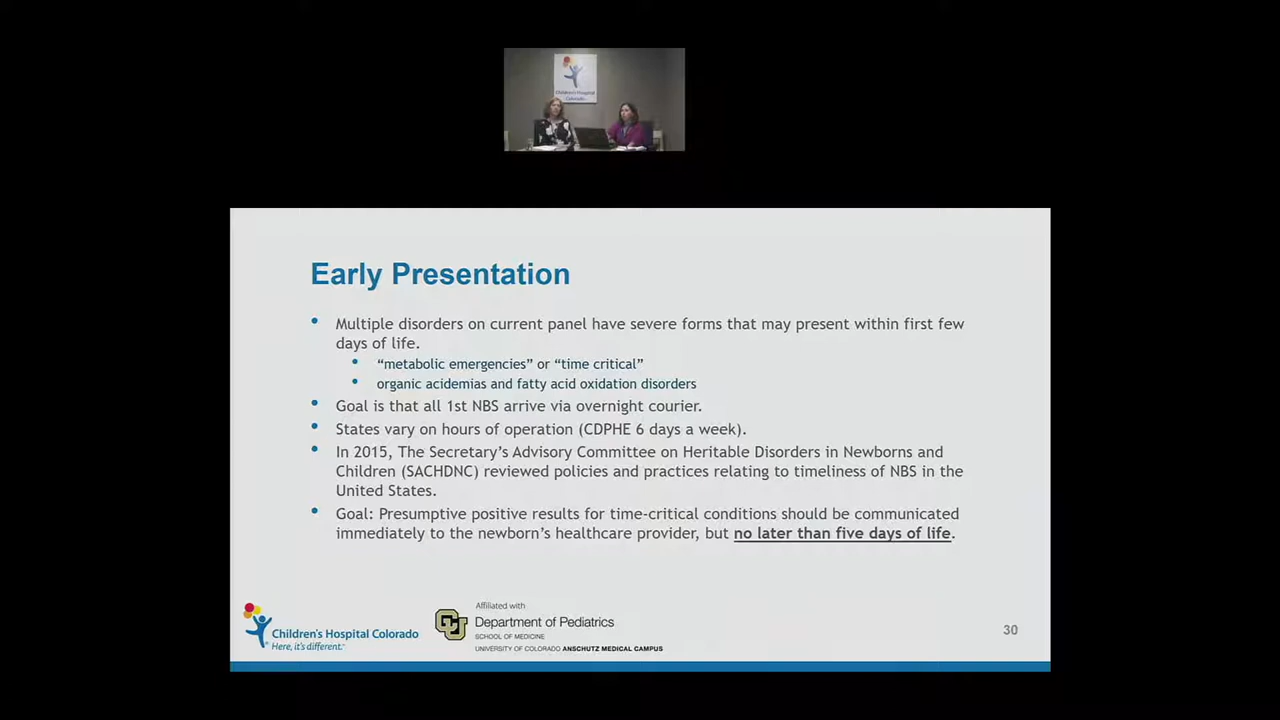 Children's Hospital
Colorado
Early Presentation
• Multiple disorders on current panel have severe forms that may present within first few
days of life.
• “metabolic emergencies” or “time critical”
• organic acidemias and fatty acid oxidation disorders
• Goal is that all 1st NBS arrive via overnight courier.
• States vary on hours of operation (CDPHE 6 days a week).
• In 2015, The Secretary’s Advisory Committee on Heritable Disorders in Newborns and
Children (SACHDNC) reviewed policies and practices relating to timeliness of NBS in the
United States.
• Goal: Presumptive positive results for time-critical conditions should be communicated
immediately to the newborn’s healthcare provider, but no later than five days of life.
Children's Hospital Colorado
Here, it's different.™
CU
Affiliated with
Department of Pediatrics
SCHOOL OF MEDICINE
UNIVERSITY OF COLORADO ANSCHUTZ MEDICAL CAMPUS
30